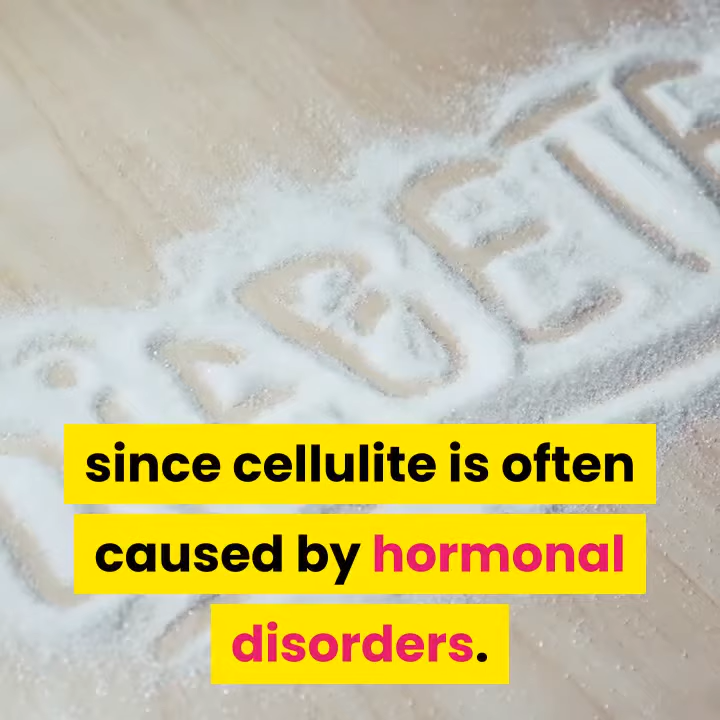 since cellulite is often
caused by hormonal
disorders.